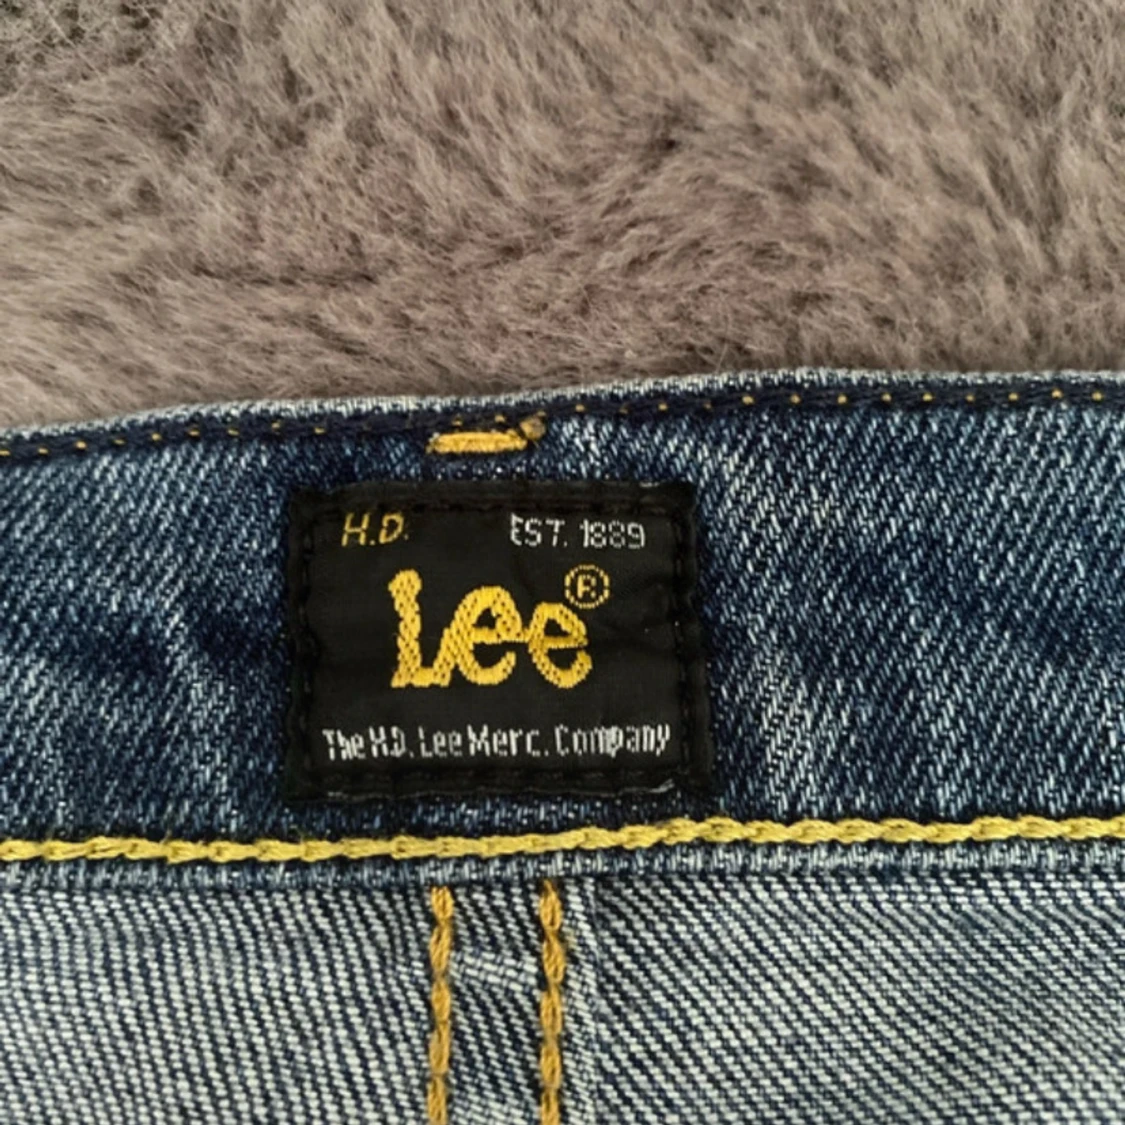 H.D. EST. 1889
Lee®
The H.D. Lee Merc. Company